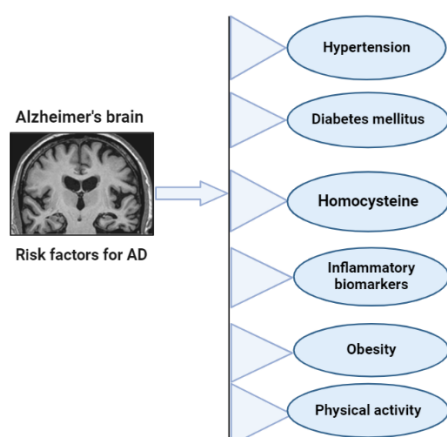 Alzheimer's brain
Risk factors for AD
Hypertension
Diabetes mellitus
Homocysteine
Inflammatory
biomarkers
Obesity
Physical activity